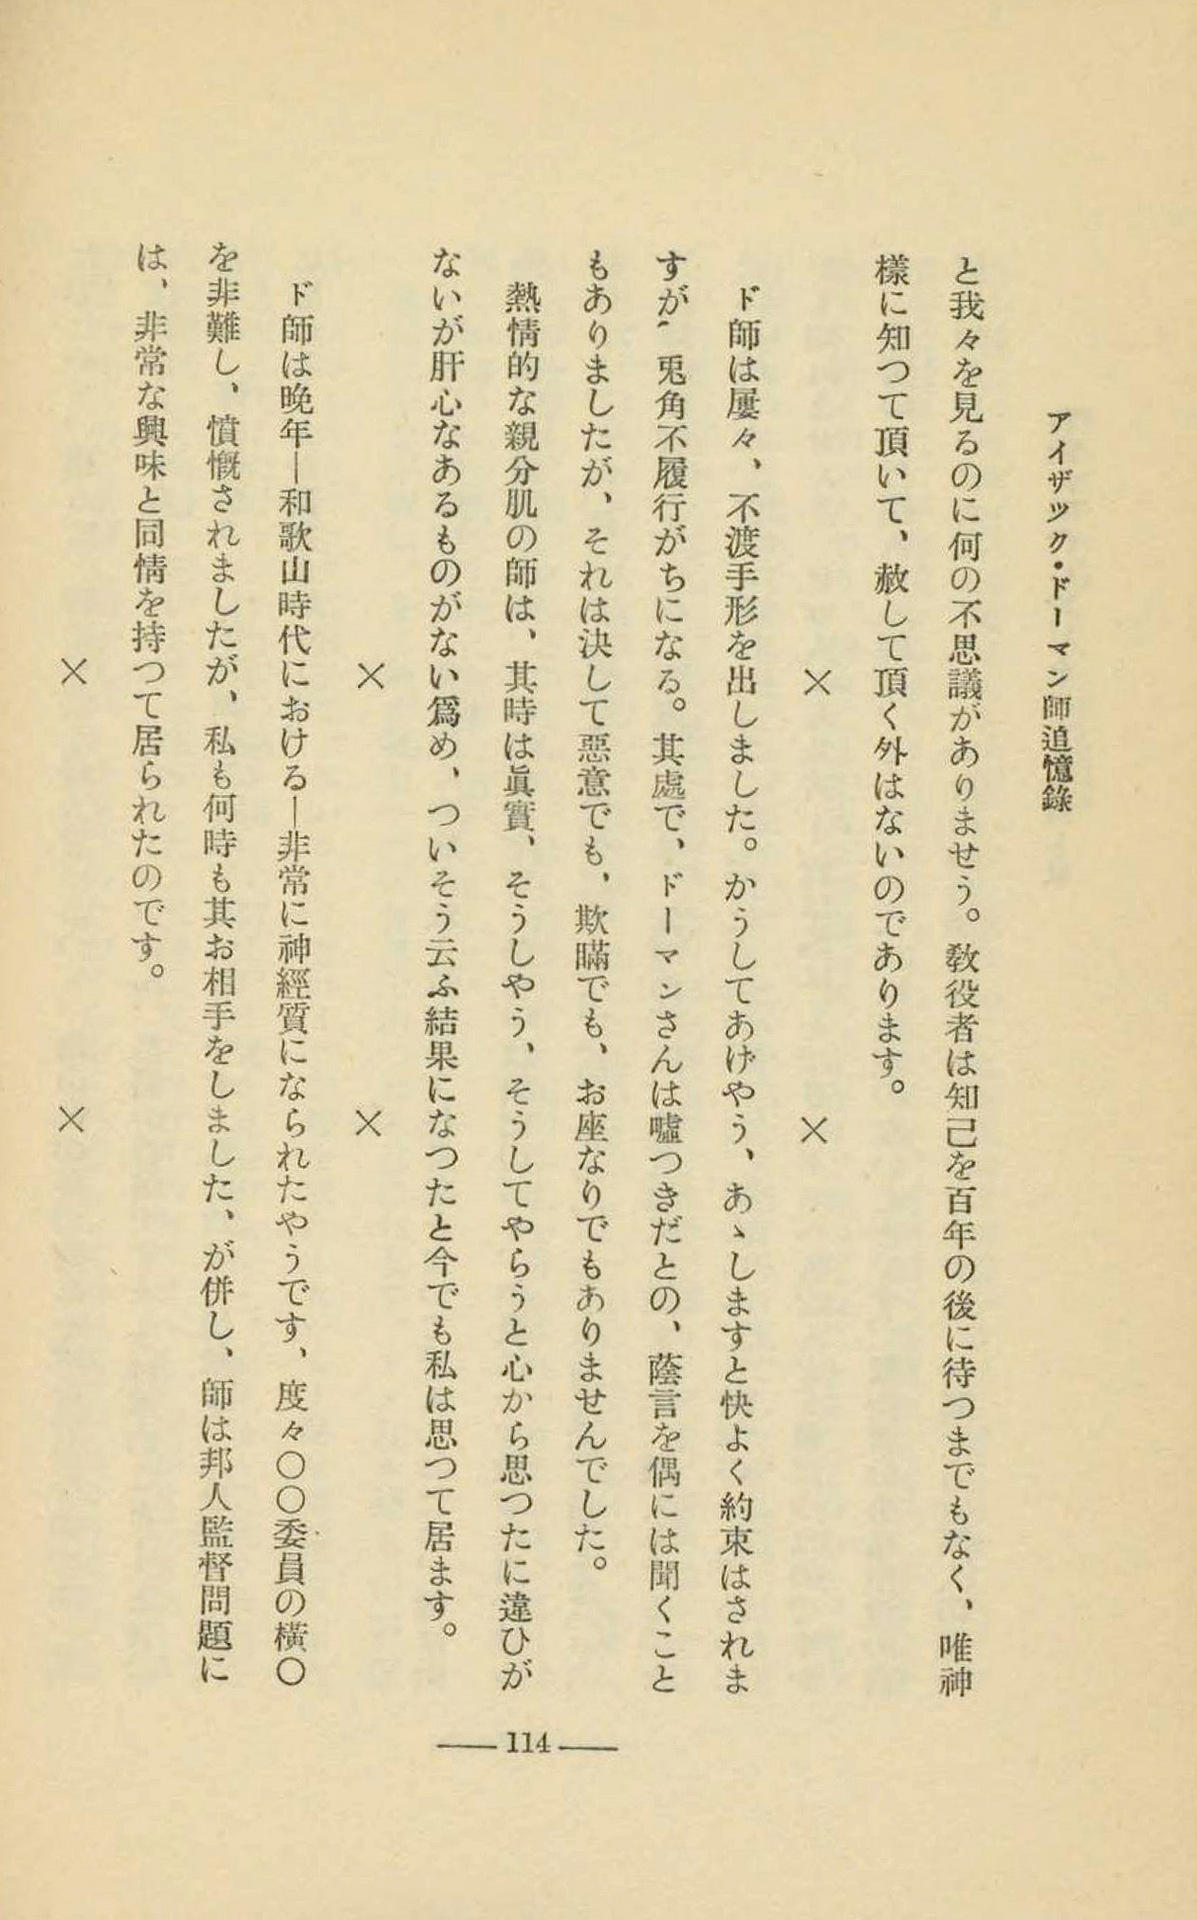 アイザック・ドーマン師追憶錄
と我々を見るのに何の不思議がありませう。敎役者は知己を百年の後に待つまでもなく、唯神
樣に知つて頂いて、赦して頂く外はないのであります。
×　×
ド師は屢々、不渡手形を出しました。かうしてあげやう、あゝしますと快よく約束はされま
すが、兎角不履行がちになる。其處で、ドーマンさんは噓つきだとの、蔭言を偶には聞くこと
もありましたが、それは決して惡意でも、欺瞞でも、お座なりでもありませんでした。
熱情的な親分肌の師は、其時は眞實、そうしやう、そうしてやらうと心から思つたに違ひが
ないが肝心なあるものがない爲め、ついそう云ふ結果になつたと今でも私は思つて居ます。
×　×
ド師は晩年―和歌山時代における―非常に神經質になられたやうです、度々〇〇委員の橫〇
を非難し、憤慨されましたが、私も何時も其お相手をしました、が併し、師は邦人監督問題に
は、非常な興味と同情を持つて居られたのです。
×　×
―114―